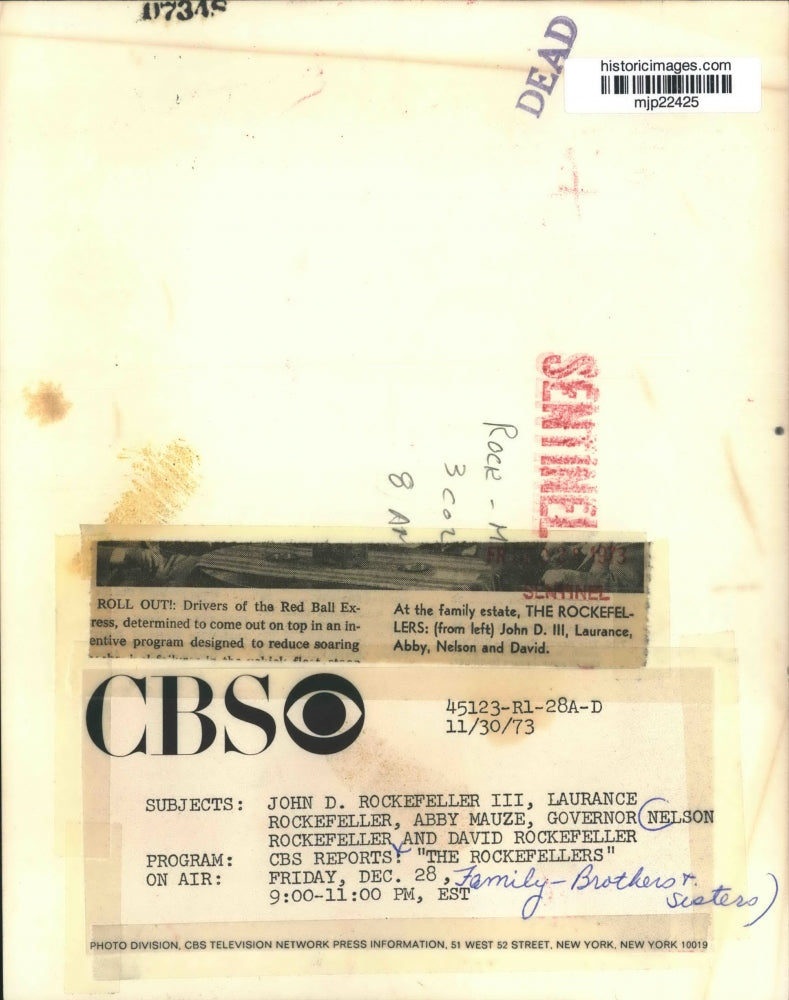 07348
DEAD
historicimages.com
mjp22425
SENTINEL
ROCK - M
3 COL
8 AM
1973
SENTINEL
ROLL OUT!: Drivers of the Red Ball Ex-
ress, determined to come out on top in an in-
entive program designed to reduce soaring
At the family estate, THE ROCKEFEL-
LERS: (from left) John D. III, Laurance,
Abby, Nelson and David.
CBS
45123-R1-28A-D
11/30/73
SUBJECTS: JOHN D. ROCKEFELLER III, LAURANCE
ROCKEFELLER, ABBY MAUZE, GOVERNOR NELSON
ROCKEFELLER AND DAVID ROCKEFELLER
PROGRAM: CBS REPORTS: "THE ROCKEFELLERS"
ON AIR: FRIDAY, DEC. 28,
9:00-11:00 PM, EST
Family - Brothers +
Sisters)
PHOTO DIVISION, CBS TELEVISION NETWORK PRESS INFORMATION, 51 WEST 52 STREET, NEW YORK, NEW YORK 10019